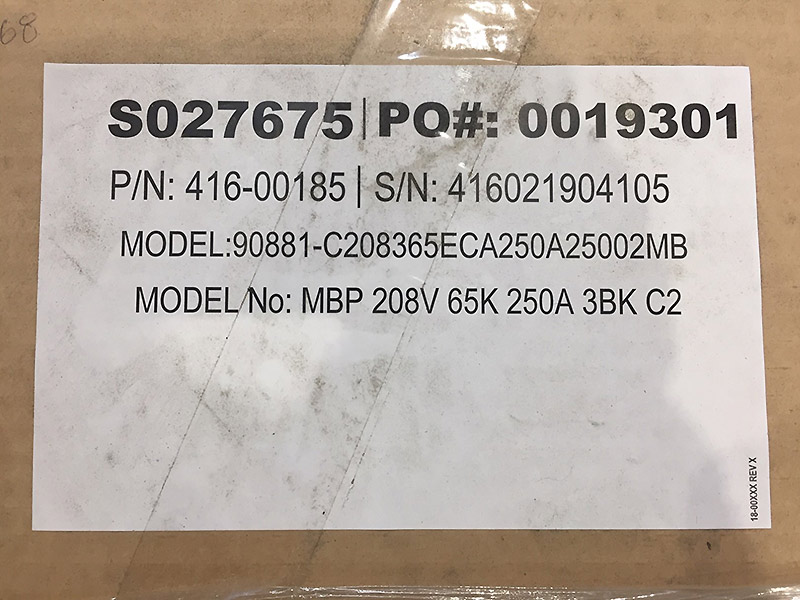 68
S027675 | PO#: 0019301
P/N: 416-00185 | S/N: 416021904105
MODEL:90881-C208365ECA250A25002MB
MODEL No: MBP 208V 65K 250A 3BK C2
18-00XXX REV X